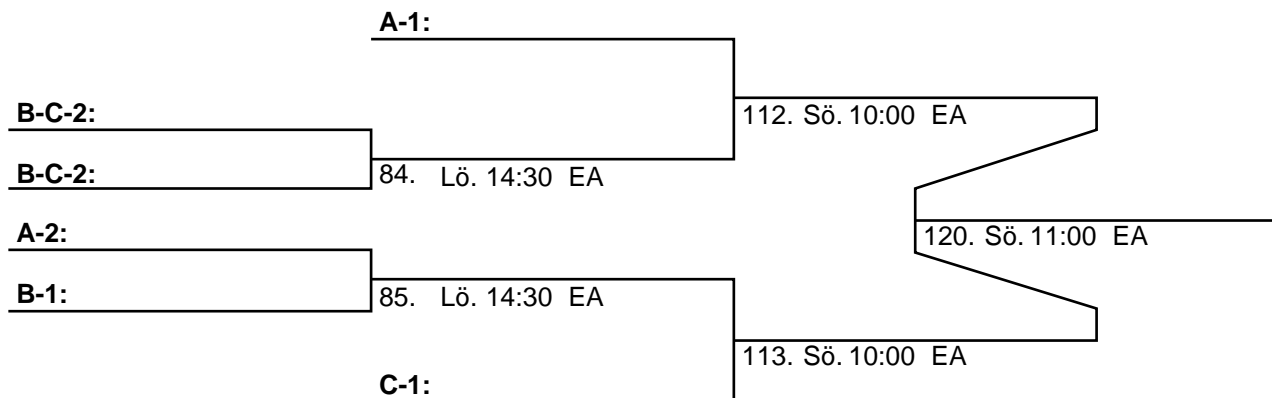 A-1:
B-C-2:
112. Sö. 10:00 EA
B-C-2:
84. Lö. 14:30 EA
A-2:
120. Sö. 11:00 EA
B-1:
85. Lö. 14:30 EA
113. Sö. 10:00 EA
C-1: